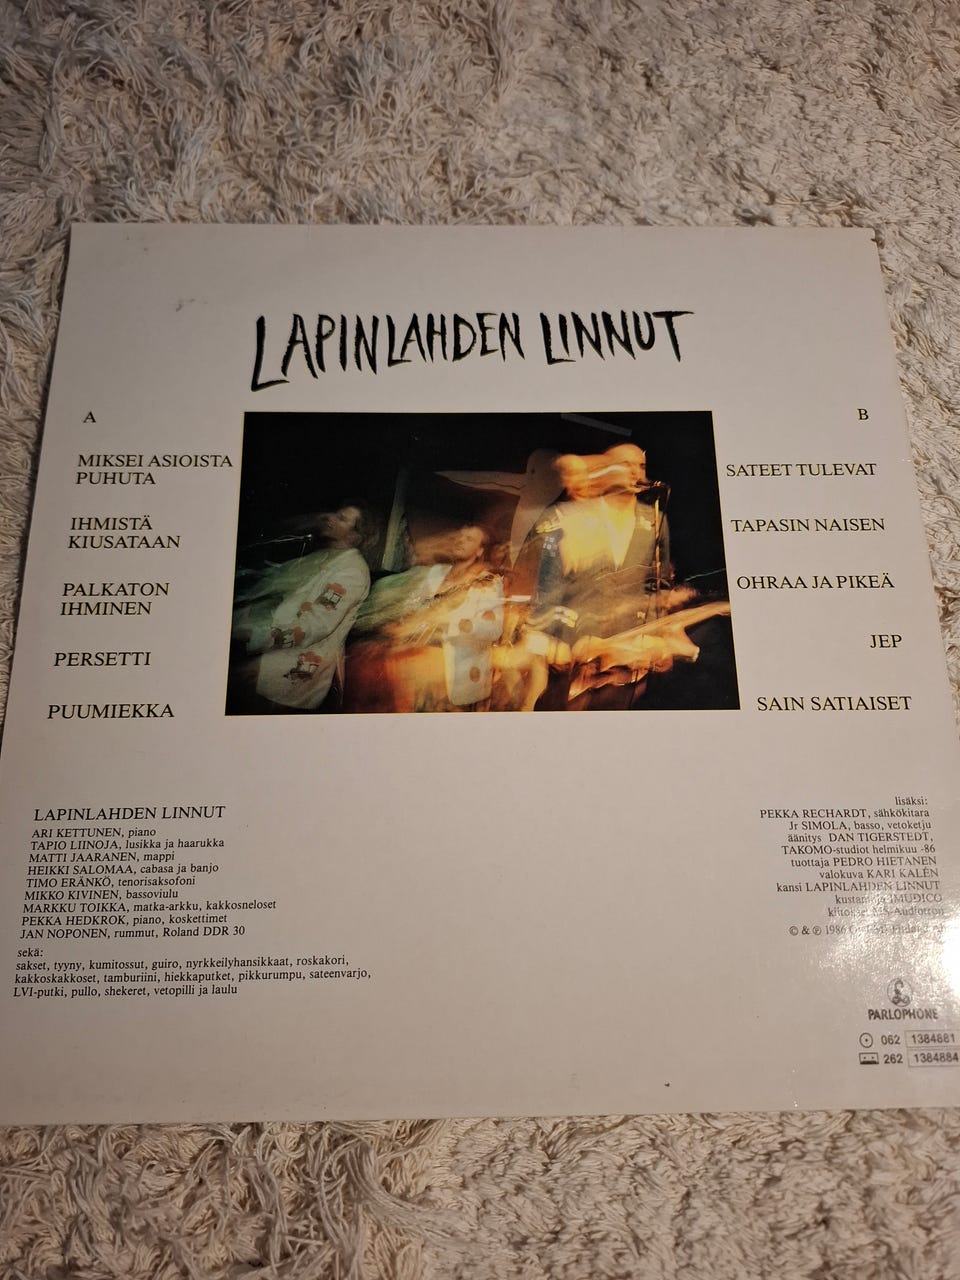 LAPINLAHDEN LINNUT
A
MIKSEI ASIOISTA
PUHUTA
IHMISTÄ
KIUSATAAN
PALKATON
IHMINEN
PERSETTI
PUUMIEKKA
B
SATEET TULEVAT
TAPASIN NAISEN
OHRAA JA PIKEÄ
JEP
SAIN SATIAISET
LAPINLAHDEN LINNUT
ARI KETTUNEN, piano
TAPIO LIINOJA, lusikka ja haarukka
MATTI JAARANEN, mappi
HEIKKI SALOMAA, cabasa ja banjo
TIMO ERÄNKÖ, tenorisaksofoni
MIKKO KIVINEN, bassoviulu
MARKKU TOIKKA, matka-arkku, kakkosneloset
PEKKA HEDKROK, piano, koskettimet
JAN NOPONEN, rummut, Roland DDR 30
sekä:
sakset, tyyny, kumitossut, guiro, nyrkkeilyhansikkaat, roskakori,
kakkoskakkoset, tamburiini, hiekkaputket, pikkurumpu, sateenvarjo,
LVI-putki, pullo, shekeret, vetopilli ja laulu
lisäksi:
PEKKA RECHARDT, sähkökitara
Jr SIMOLA, basso, vetoketju
äänitys DAN TIGERSTEDT,
TAKOMO-studiot helmikuu -86
tuottaja PEDRO HIETANEN
valokuva KARI KALÉN
kansi LAPINLAHDEN LINNUT
kustantaja IMUDICO
kiitokset MS-Audiotron
© & ℗ 1986
PARLOPHONE
062 1384881
262 1384884